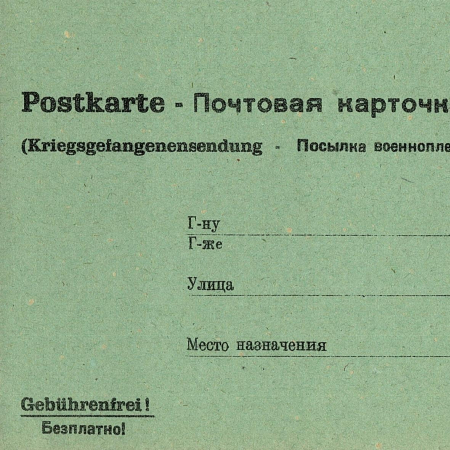 Postkarte - Почтовая карточк
(Kriegsgefangenensendung - Посылка военнопле
Г-ну
Г-же
Улица
Место назначения
Gebührenfrei!
Безплатно!